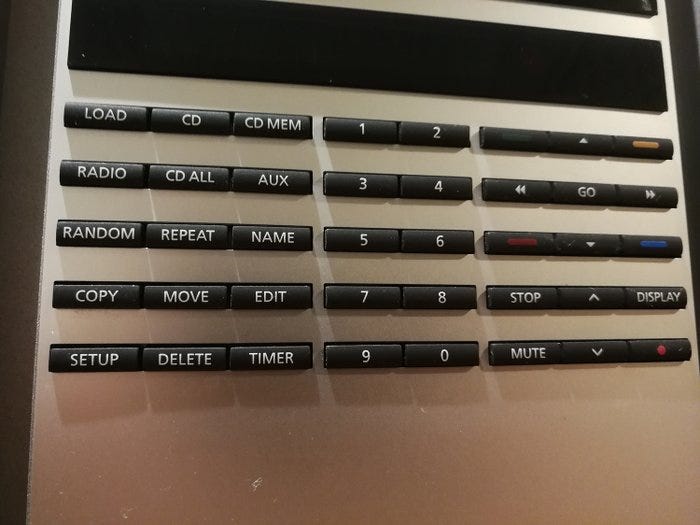 LOAD CD CD MEM 1 2
RADIO CD ALL AUX 3 4 GO
RANDOM REPEAT NAME 5 6
COPY MOVE EDIT 7 8 STOP DISPLAY
SETUP DELETE TIMER 9 0 MUTE